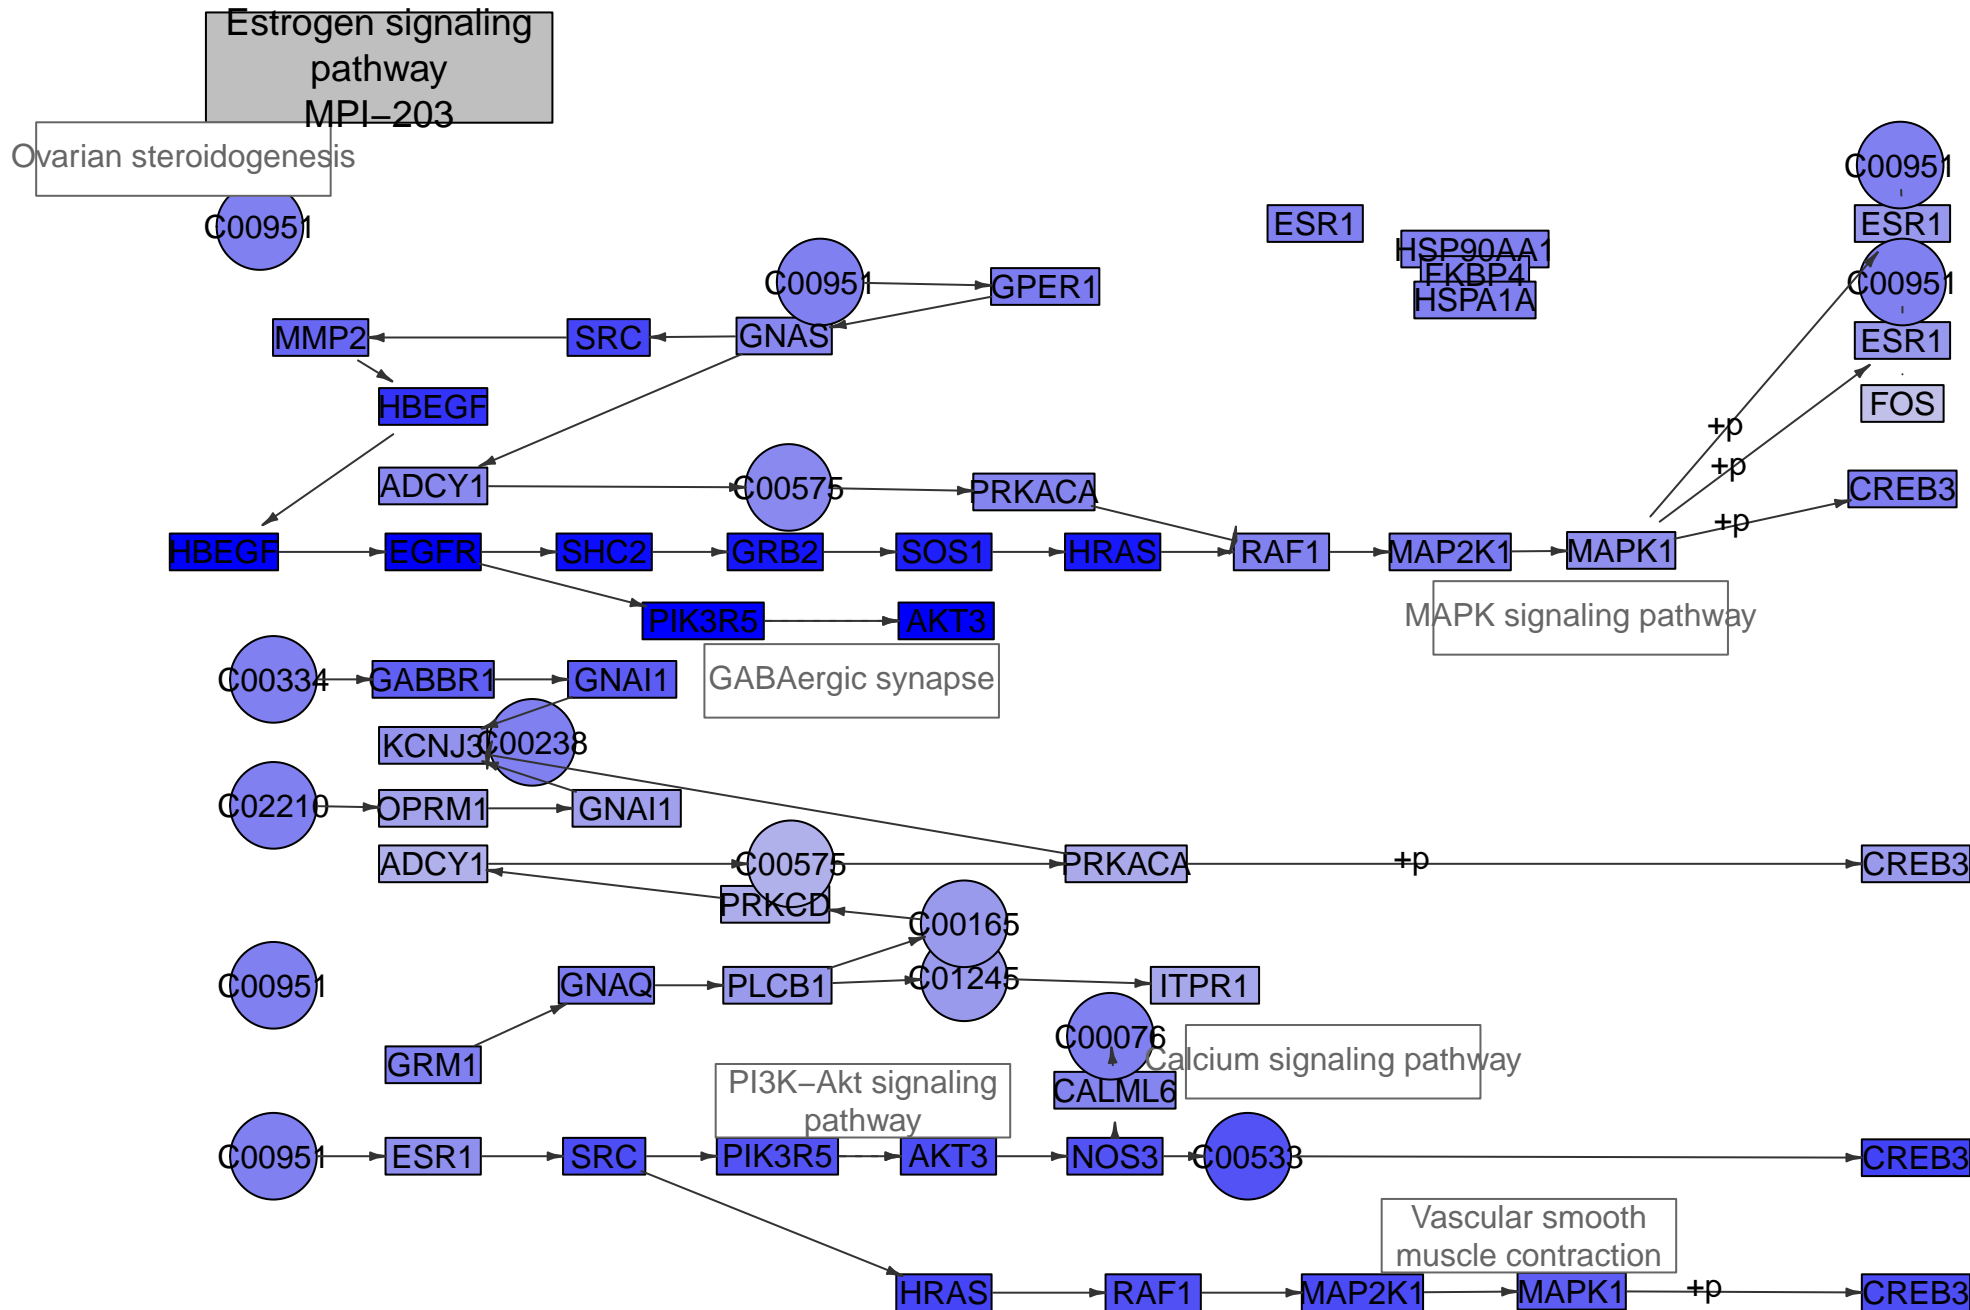 Estrogen signaling
pathway
MPI−203
Ovarian steroidogenesis
C00951
C00951
ESR1
C00951
ESR1
HSP90AA1
FKBP4
HSPA1A
C00951
GPER1
C00951
MMP2
SRC
GNAS
ESR1
HBEGF
FOS
+p
+p
ADCY1
C00575
PRKACA
CREB3
+p
HBEGF
EGFR
SHC2
GRB2
SOS1
HRAS
RAF1
MAP2K1
MAPK1
PIK3R5
AKT3
MAPK signaling pathway
C00334
GABBR1
GNAI1
GABAergic synapse
KCNJ3
C00238
C02210
OPRM1
GNAI1
ADCY1
C00575
PRKACA
+p
CREB3
PRKCD
C00165
C00951
GNAQ
PLCB1
C01245
ITPR1
C00076
Calcium signaling pathway
GRM1
CALML6
PI3K−Akt signaling
pathway
C00951
ESR1
SRC
PIK3R5
AKT3
NOS3
C00533
CREB3
Vascular smooth
muscle contraction
HRAS
RAF1
MAP2K1
MAPK1
+p
CREB3